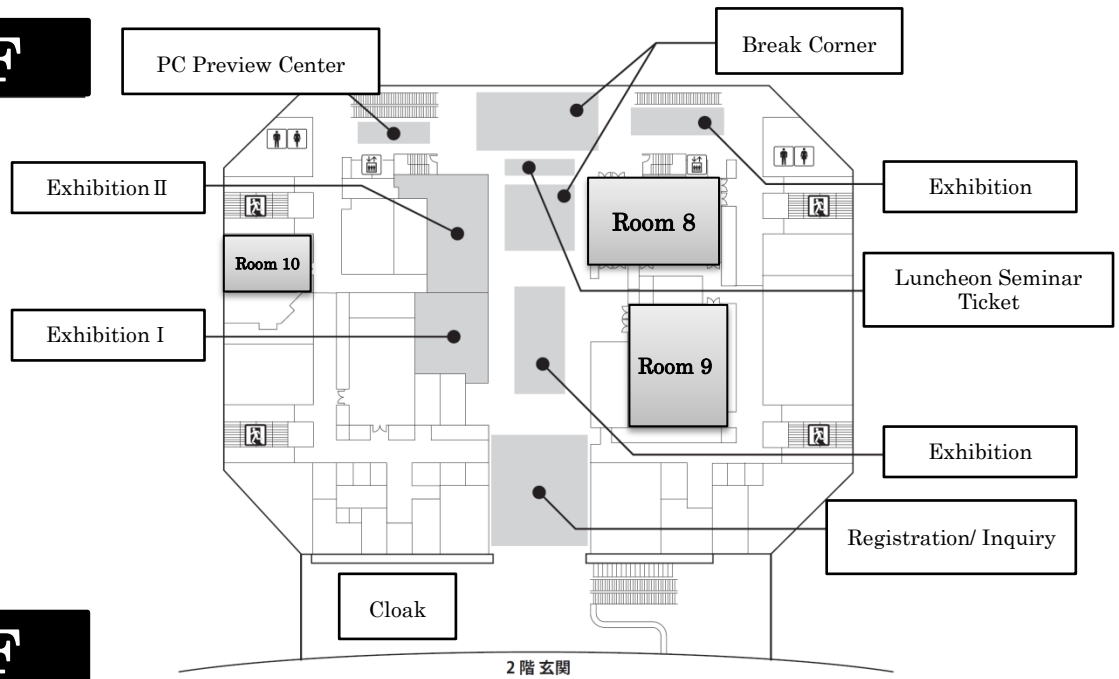 F
PC Preview Center
Break Corner
Exhibition II
Exhibition
Room 8
Room 10
Luncheon Seminar
Ticket
Exhibition I
Room 9
Exhibition
Registration/ Inquiry
Cloak
F
2階 玄関